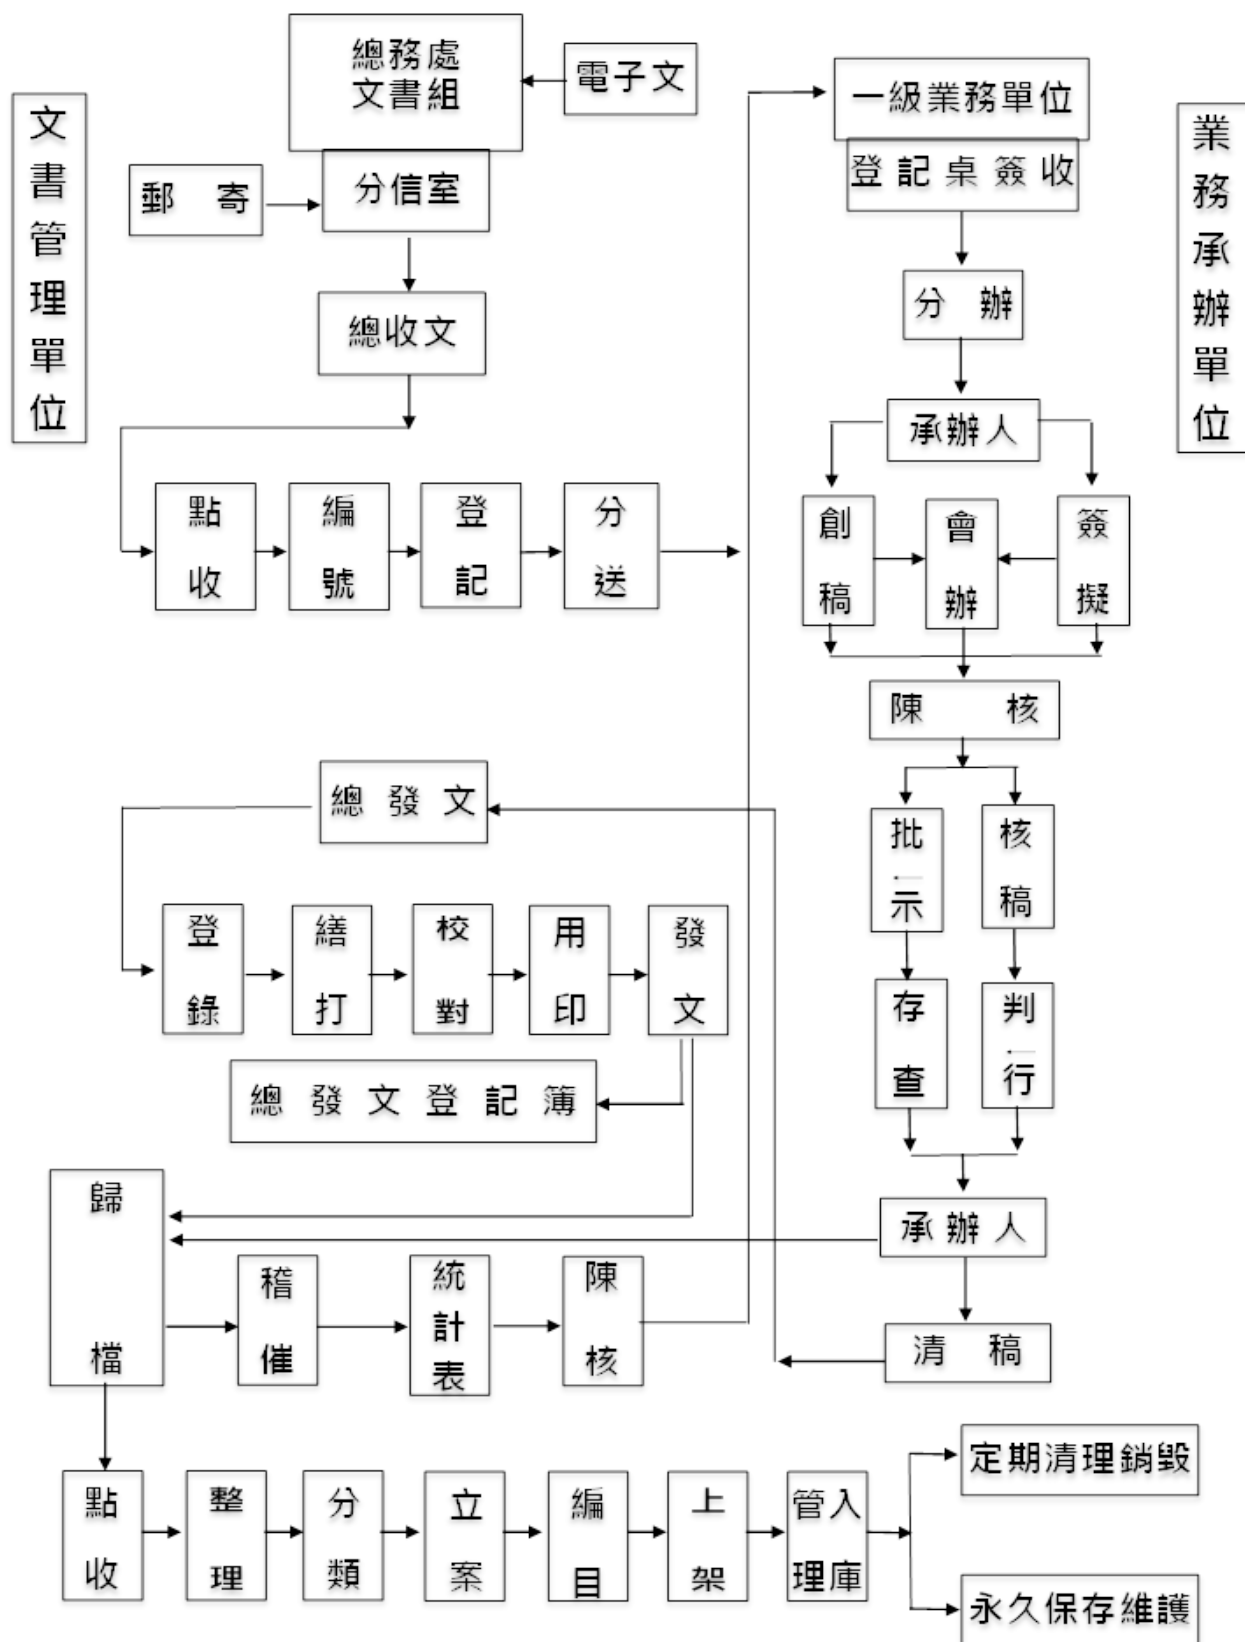 總務處
文書組
電子文
文書管理單位
郵寄
分信室
總收文
點收
編號
登記
分送
一級業務單位
登記桌簽收
業務承辦單位
分辦
承辦人
創稿
會辦
簽擬
陳核
批示
核稿
存查
判行
承辦人
清稿
總發文
登錄
繕打
校對
用印
發文
總發文登記簿
歸檔
稽催
統計表
陳核
點收
整理
分類
立案
編目
上架
入庫
管理
定期清理銷毀
永久保存維護